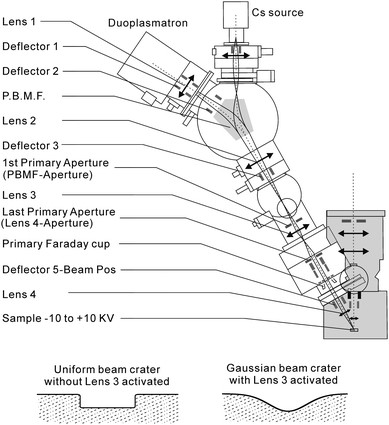 Cs source
Duoplasmatron
Lens 1
Deflector 1
Deflector 2
P.B.M.F.
Lens 2
Deflector 3
1st Primary Aperture
(PBMF-Aperture)
Lens 3
Last Primary Aperture
(Lens 4-Aperture)
Primary Faraday cup
Deflector 5-Beam Pos
Lens 4
Sample -10 to +10 KV
Uniform beam crater
without Lens 3 activated
Gaussian beam crater
with Lens 3 activated